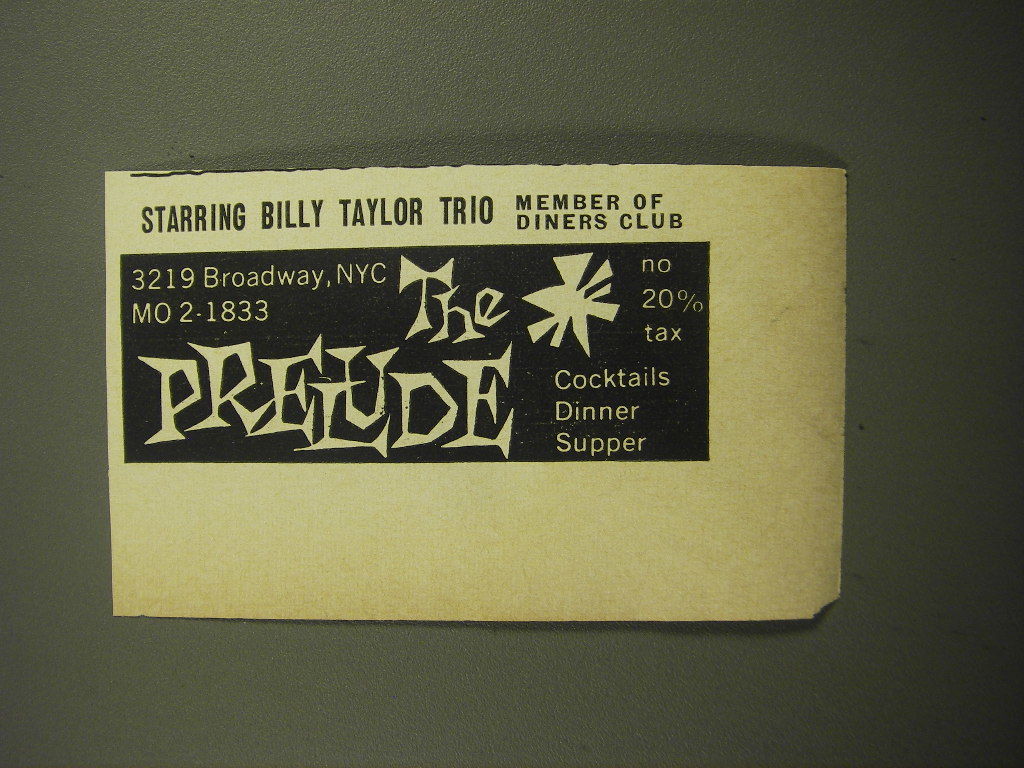 STARRING BILLY TAYLOR TRIO
MEMBER OF
DINERS CLUB
3219 Broadway, NYC
MO 2-1833
The
PRELUDE
no
20%
tax
Cocktails
Dinner
Supper